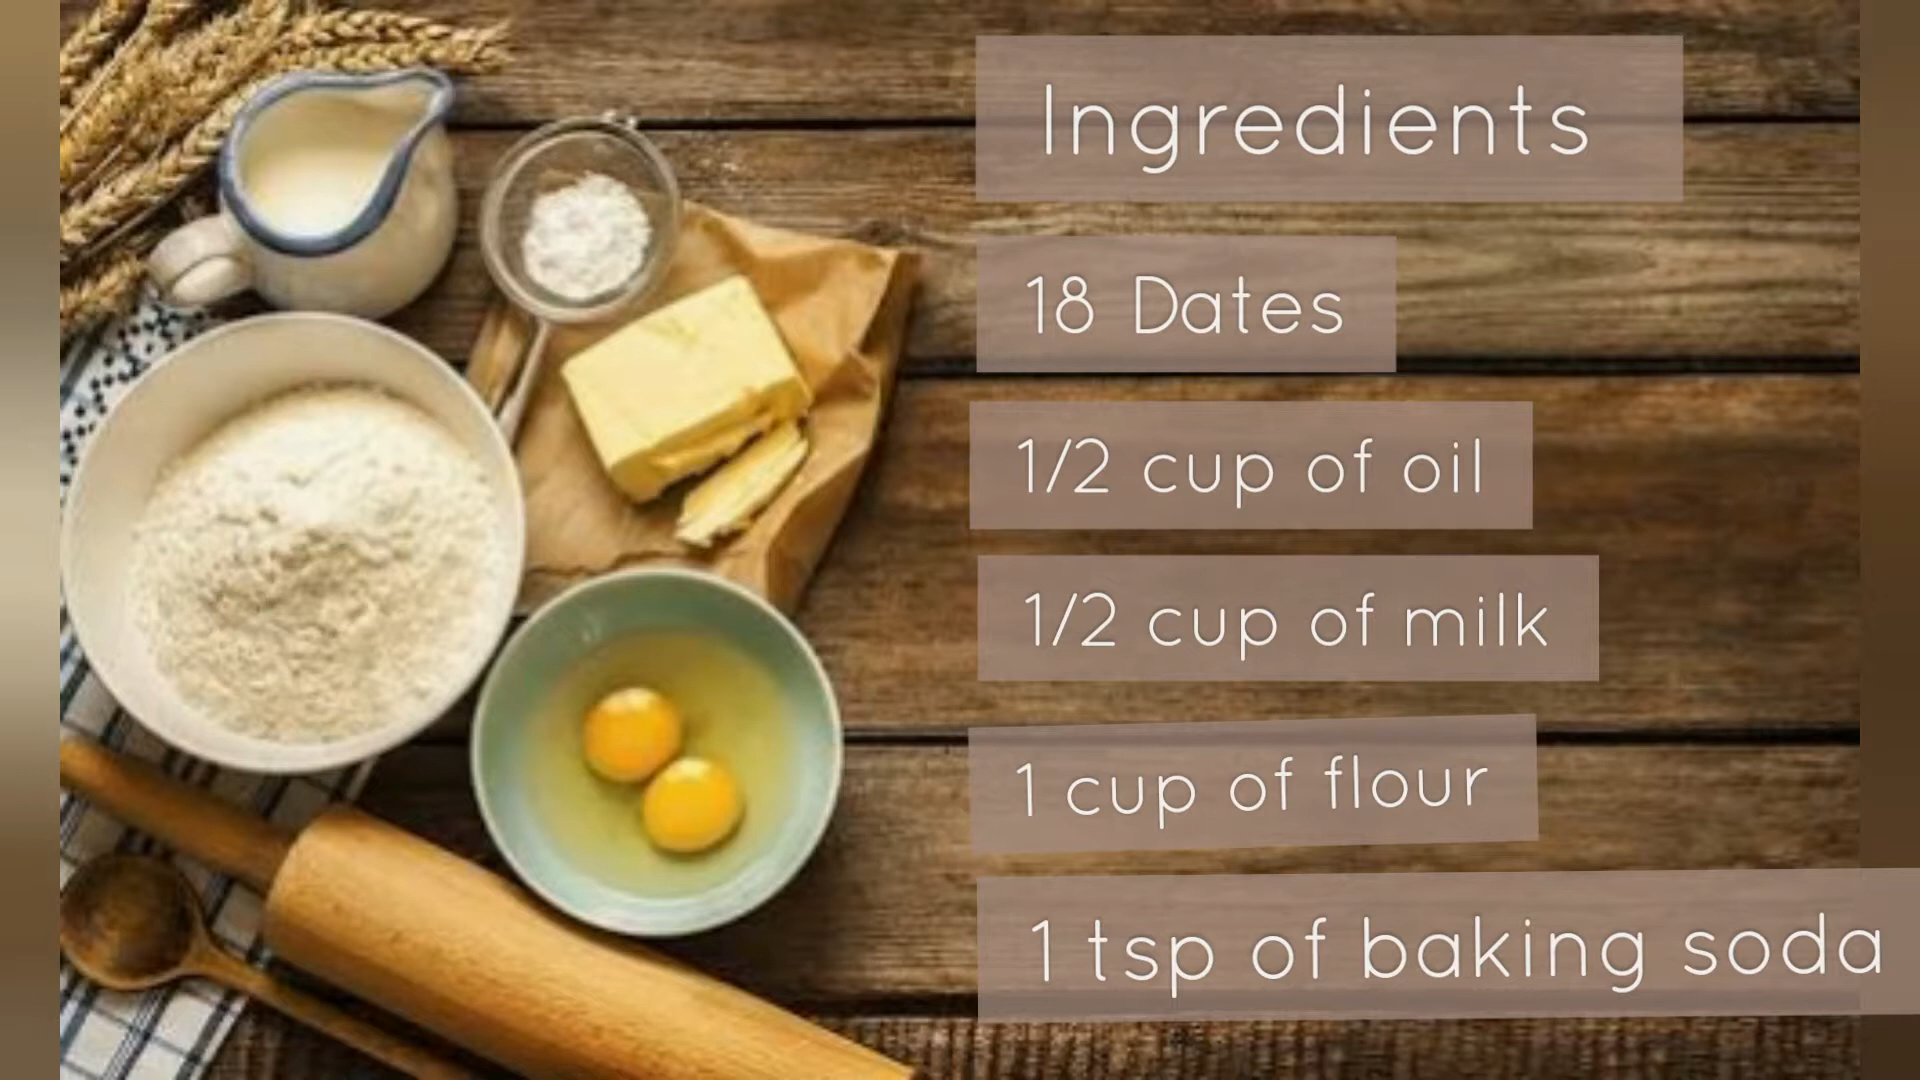 Ingredients
18 Dates
1/2 cup of oil
1/2 cup of milk
1 cup of flour
1 tsp of baking soda